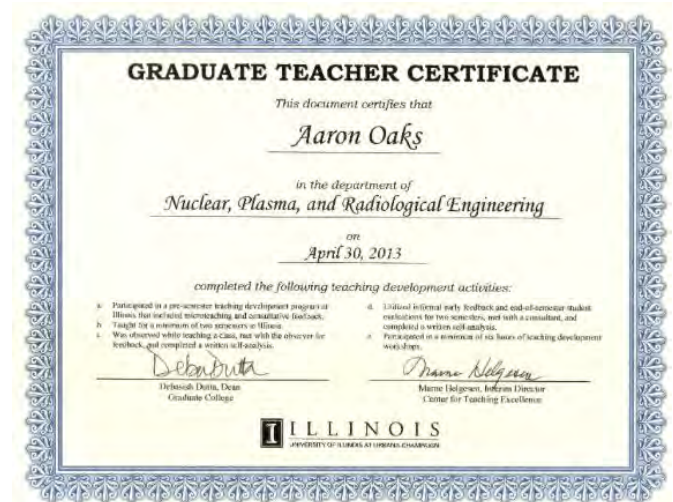 GRADUATE TEACHER CERTIFICATE
This document certifies that
Aaron Oaks
in the department of
Nuclear, Plasma, and Radiological Engineering
on
April 30, 2013
completed the following teaching development activities:
a. Participated in a pre-semester teaching development program at
Illinois that included microteaching and consultative feedback.
b. Taught for a minimum of two semesters at Illinois.
c. Was observed while teaching a class, met with the observer for
feedback, and completed a written self-analysis.
d. Utilized informal early feedback and end-of-semester student
evaluations for two semesters, met with a consultant, and
completed a written self-analysis.
e. Participated in a minimum of six hours of teaching development
workshops.
Debasish Dutta, Dean
Graduate College
Marne Helgesen
Marne Helgesen, Interim Director
Center for Teaching Excellence
I ILLINOIS
UNIVERSITY OF ILLINOIS AT URBANA-CHAMPAIGN